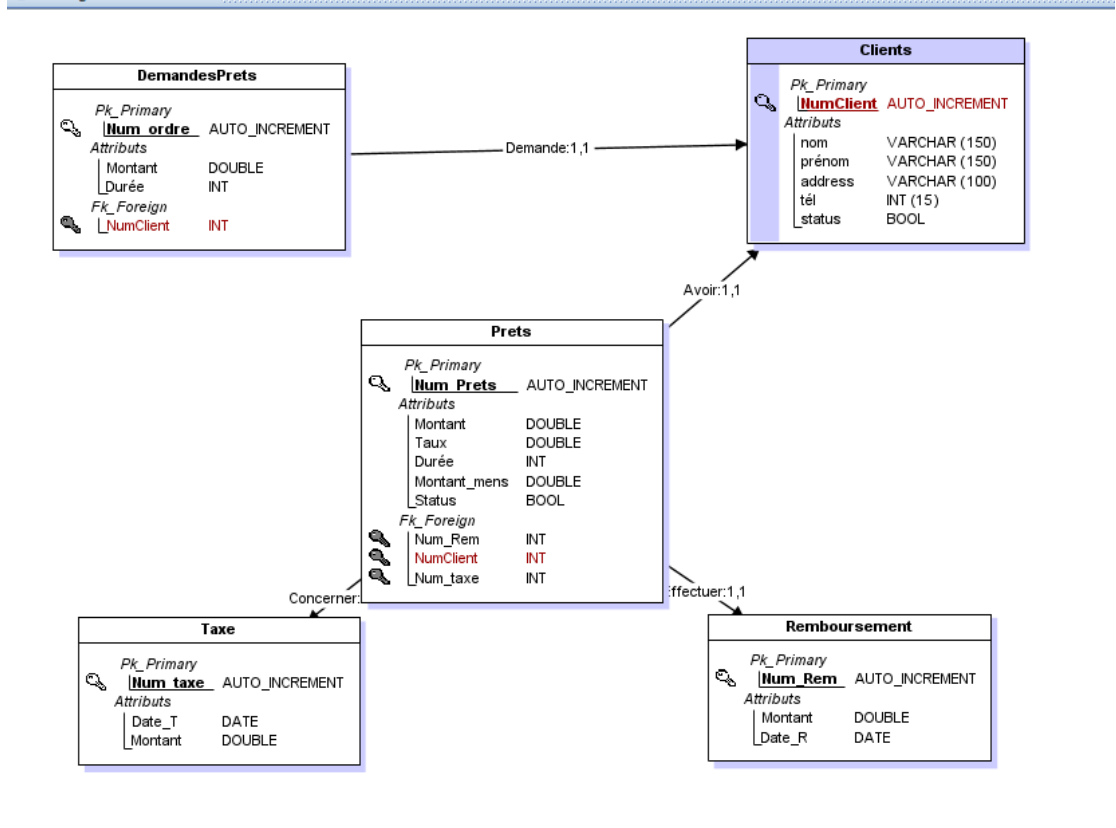 DemandesPrets
Pk_Primary
Num_ordre AUTO_INCREMENT
Attributs
Montant DOUBLE
Durée INT
Fk_Foreign
NumClient INT
Demande:1,1
Clients
Pk_Primary
NumClient AUTO_INCREMENT
Attributs
nom VARCHAR (150)
prénom VARCHAR (150)
address VARCHAR (100)
tél INT (15)
status BOOL
Avoir:1,1
Prets
Pk_Primary
Num_Prets AUTO_INCREMENT
Attributs
Montant DOUBLE
Taux DOUBLE
Durée INT
Montant_mens DOUBLE
Status BOOL
Fk_Foreign
Num_Rem INT
NumClient INT
Num_taxe INT
Concerner:
ffectuer:1,1
Taxe
Pk_Primary
Num_taxe AUTO_INCREMENT
Attributs
Date_T DATE
Montant DOUBLE
Remboursement
Pk_Primary
Num_Rem AUTO_INCREMENT
Attributs
Montant DOUBLE
Date_R DATE